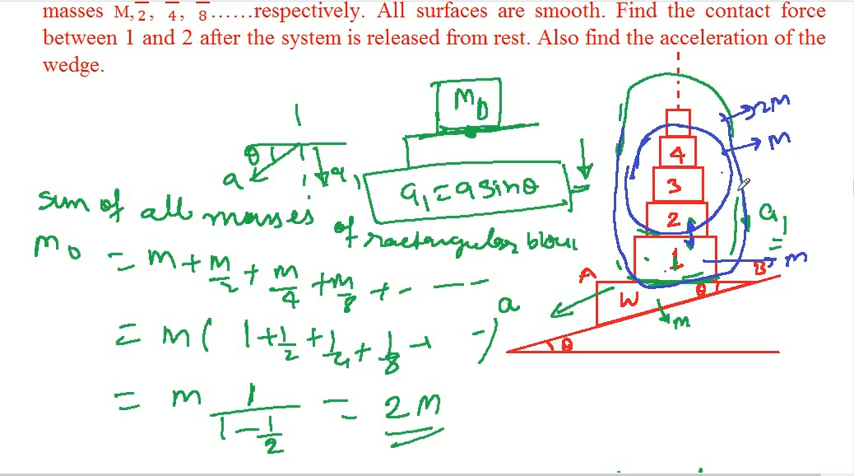 masses M, 2, 4, 8......respectively. All surfaces are smooth. Find the contact force
between 1 and 2 after the system is released from rest. Also find the acceleration of the
wedge.
M0
θ
a
a1
a1 = a sinθ =
sum of all masses
of ractangular blou
M0 = M + M/2 + M/4 + M/8 + - - - -
= M ( 1 + 1/2 + 1/4 + 1/8 + - )
= M 1/(1 - 1/2) = 2M
2M
M
4
3
2
1
a1
=
M
A
B
W
θ
a
M
θ